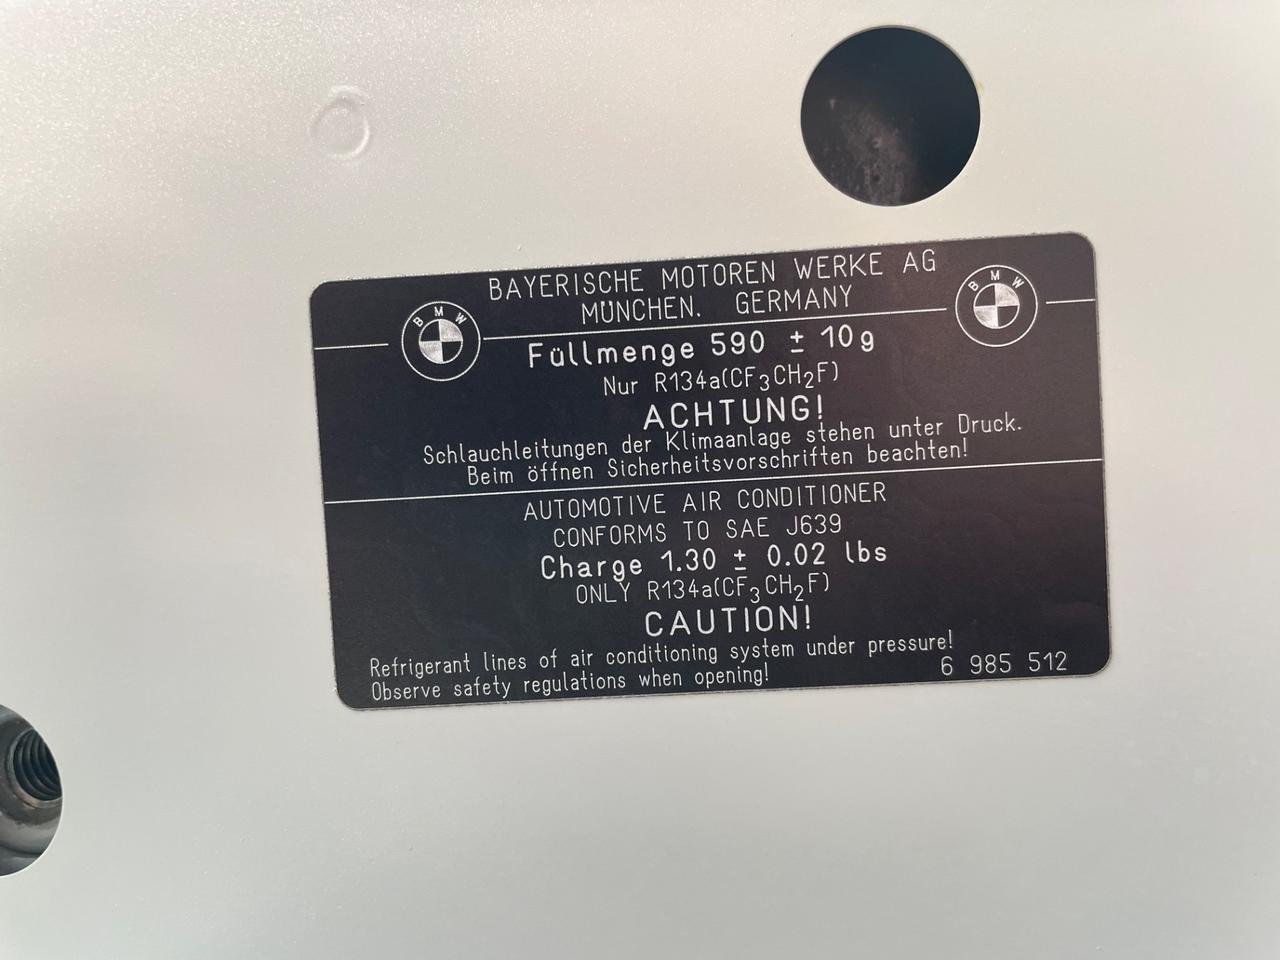 BAYERISCHE MOTOREN WERKE AG
MÜNCHEN. GERMANY
BMW
BMW
Füllmenge 590 ± 10g
Nur R134a(CF₃CH₂F)
ACHTUNG!
Schlauchleitungen der Klimaanlage stehen unter Druck.
Beim öffnen Sicherheitsvorschriften beachten!
AUTOMOTIVE AIR CONDITIONER
CONFORMS TO SAE J639
Charge 1.30 ± 0.02 lbs
ONLY R134a(CF₃CH₂F)
CAUTION!
Refrigerant lines of air conditioning system under pressure!
Observe safety regulations when opening!
6 985 512